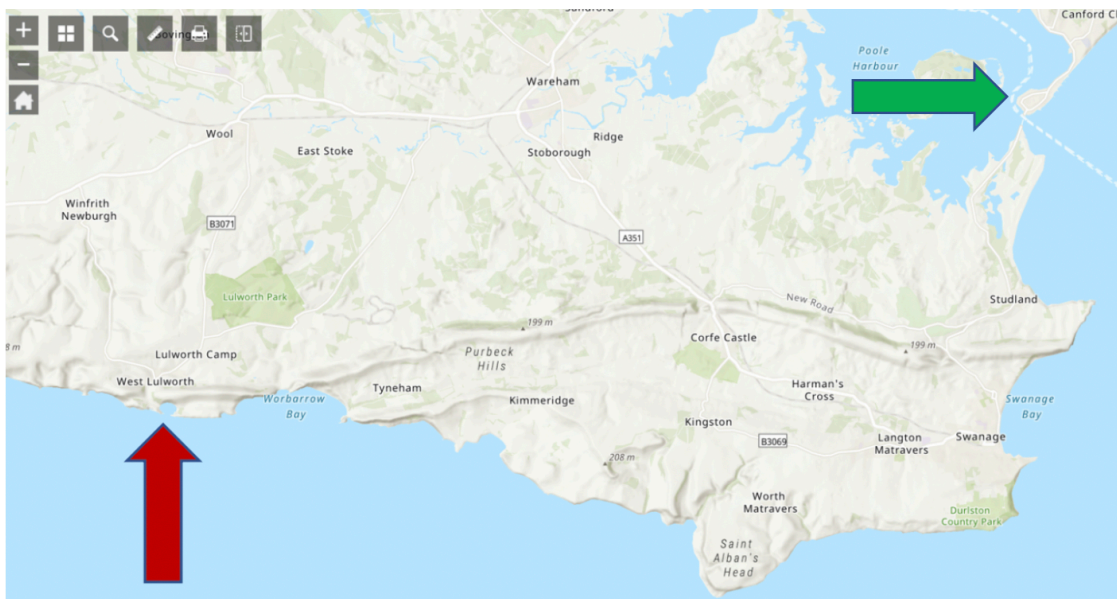 Canford Cl
Poole
Harbour
Wareham
Wool
Ridge
East Stoke
Stoborough
Winfrith
Newburgh
B3071
A351
Lulworth Park
New Road
Studland
199 m
Corfe Castle
199 m
8 m
Lulworth Camp
Purbeck
Hills
West Lulworth
Tyneham
Harman's
Cross
Worbarrow
Bay
Kimmeridge
Swanage
Bay
Kingston
B3069
Langton
Matravers
Swanage
208 m
Worth
Matravers
Durlston
Country Park
Saint
Alban's
Head